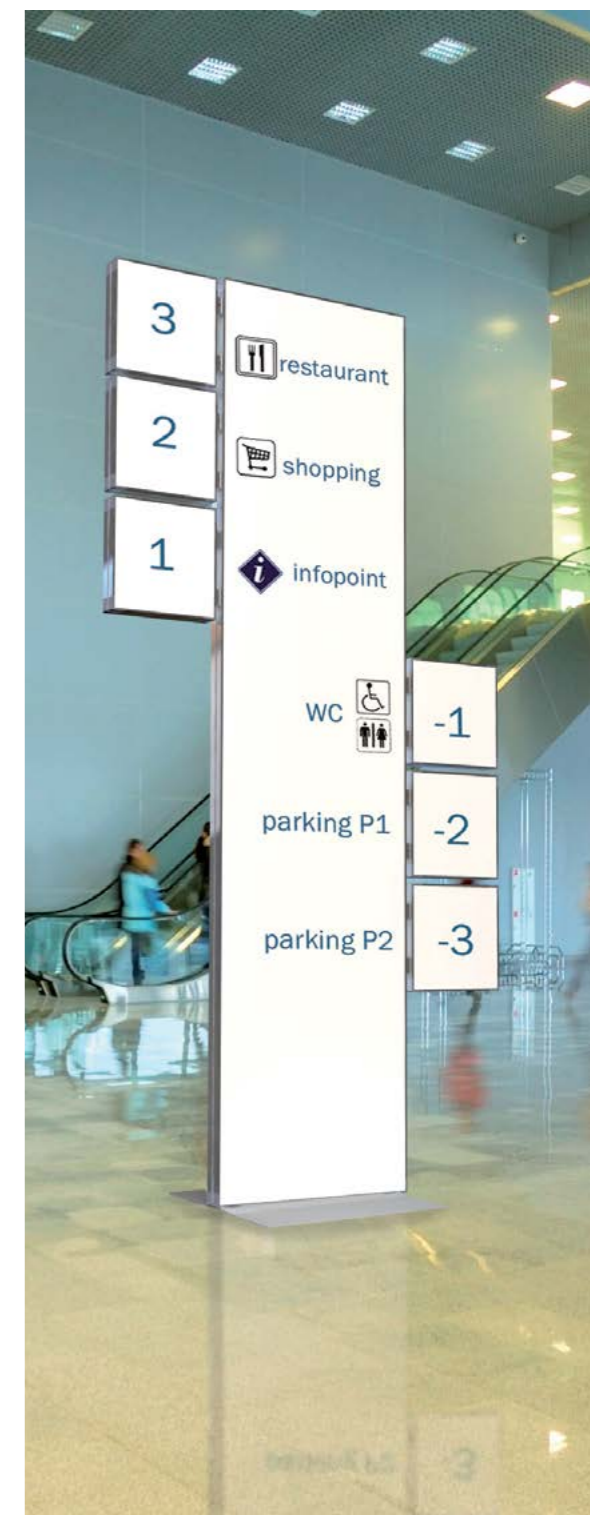 3 restaurant
2 shopping
1 i infopoint
WC -1
parking P1 -2
parking P2 -3